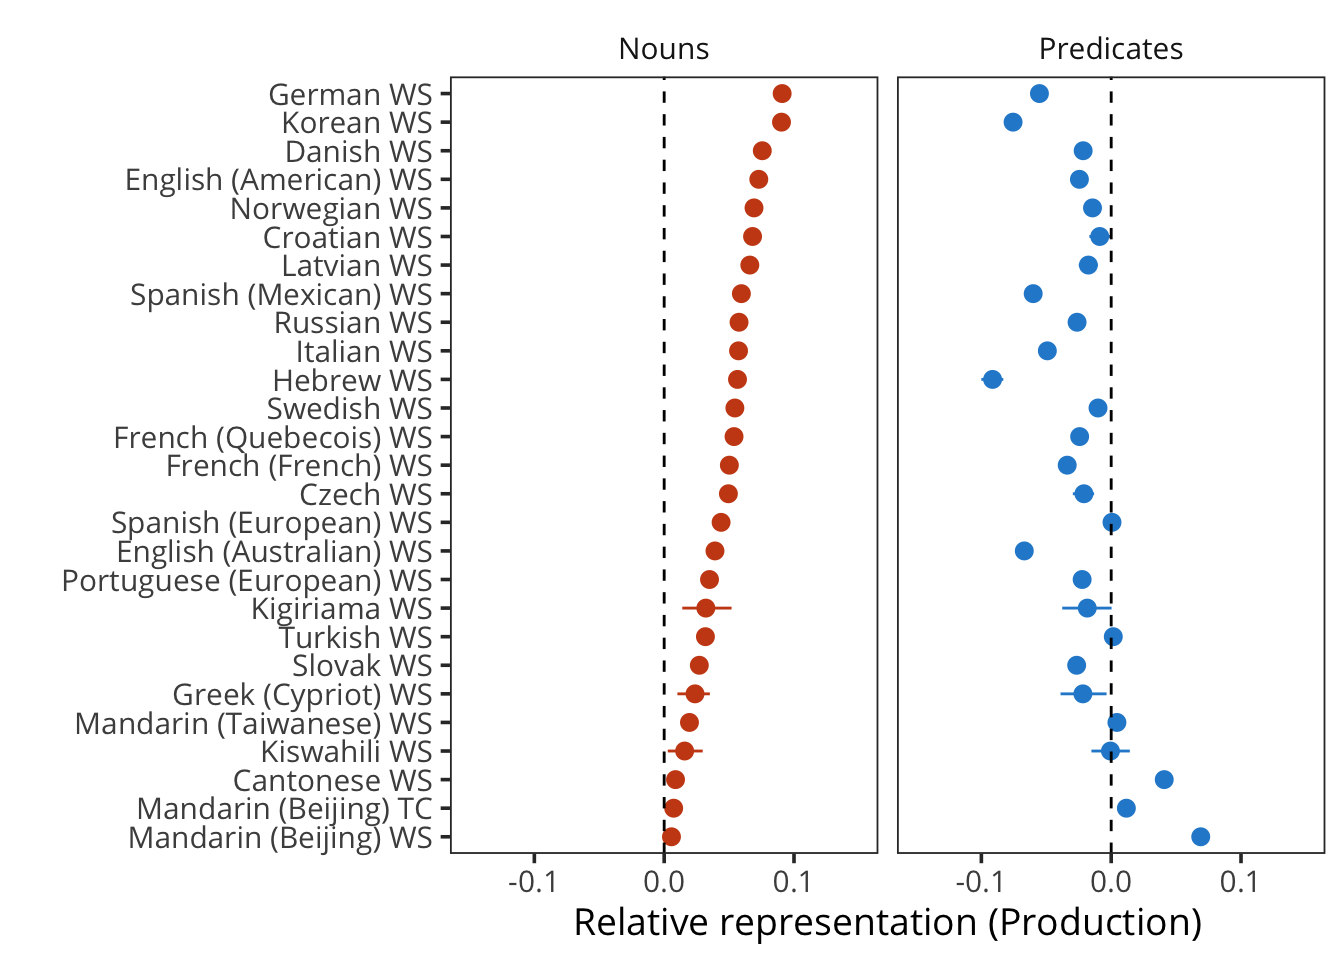 Nouns Predicates
German WS
Korean WS
Danish WS
English (American) WS
Norwegian WS
Croatian WS
Latvian WS
Spanish (Mexican) WS
Russian WS
Italian WS
Hebrew WS
Swedish WS
French (Quebecois) WS
French (French) WS
Czech WS
Spanish (European) WS
English (Australian) WS
Portuguese (European) WS
Kigiriama WS
Turkish WS
Slovak WS
Greek (Cypriot) WS
Mandarin (Taiwanese) WS
Kiswahili WS
Cantonese WS
Mandarin (Beijing) TC
Mandarin (Beijing) WS
-0.1 0.0 0.1 -0.1 0.0 0.1
Relative representation (Production)